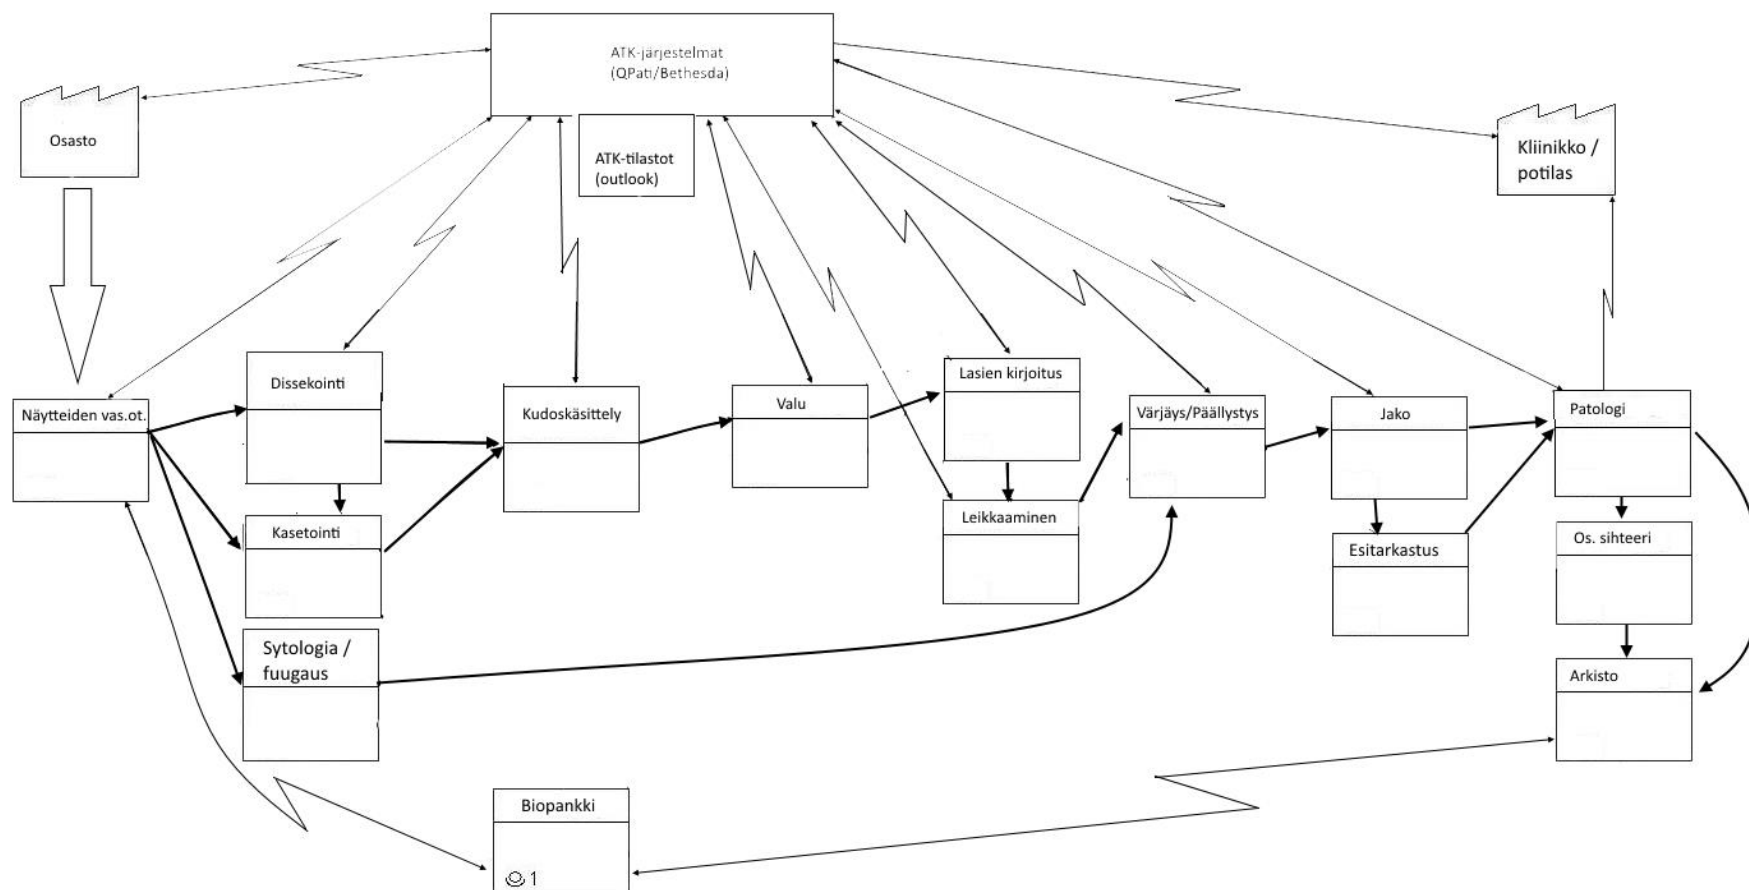 ATK-järjestelmat
(QPati/Bethesda)
Osasto
ATK-tilastot
(outlook)
Kliinikko /
potilas
Näytteiden vas.ot.
Dissekointi
Kasetointi
Sytologia /
fuugaus
Kudoskäsittely
Valu
Lasien kirjoitus
Leikkaaminen
Värjäys/Päällystys
Jako
Esitarkastus
Patologi
Os. sihteeri
Arkisto
Biopankki
1